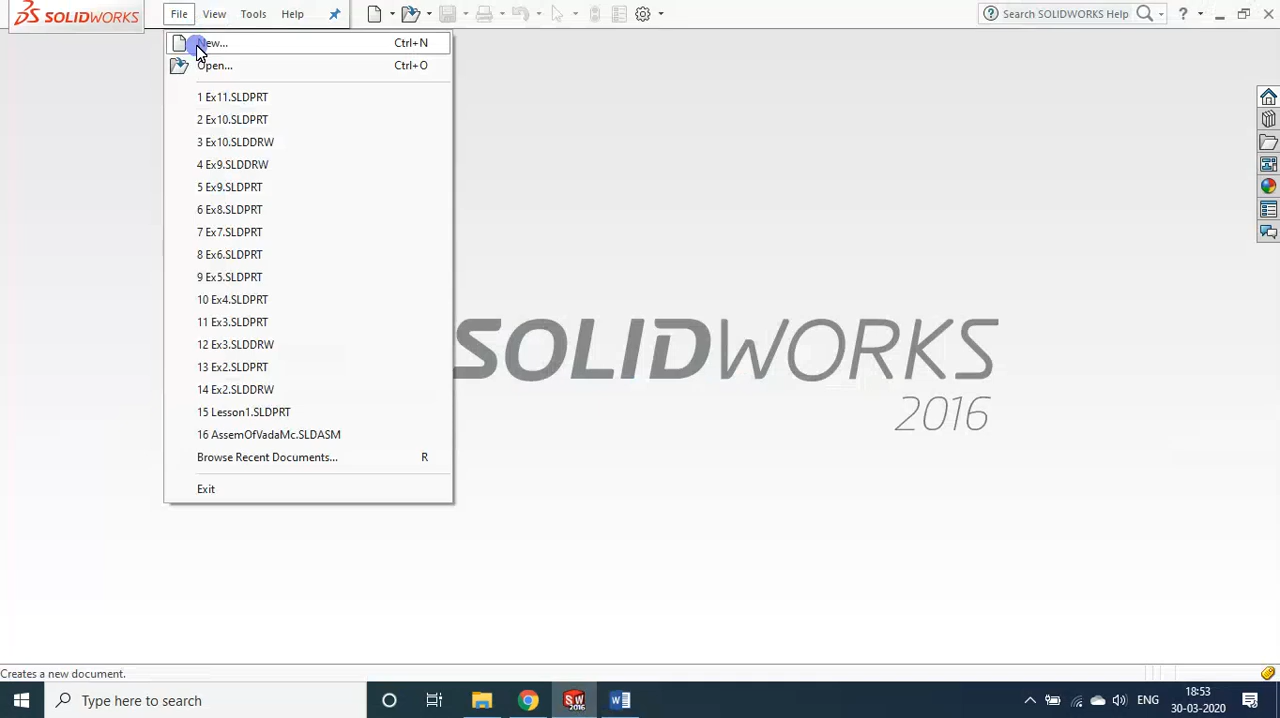 SOLIDWORKS File View Tools Help Search SOLIDWORKS Help
New... Ctrl+N
Open... Ctrl+O
1 Ex11.SLDPRT
2 Ex10.SLDPRT
3 Ex10.SLDDRW
4 Ex9.SLDDRW
5 Ex9.SLDPRT
6 Ex8.SLDPRT
7 Ex7.SLDPRT
8 Ex6.SLDPRT
9 Ex5.SLDPRT
10 Ex4.SLDPRT
11 Ex3.SLDPRT
12 Ex3.SLDDRW
13 Ex2.SLDPRT
14 Ex2.SLDDRW
15 Lesson1.SLDPRT
16 AssemOfVadaMc.SLDASM
Browse Recent Documents... R
Exit
SOLIDWORKS
2016
Creates a new document.
Type here to search SW 2016 W ENG 18:53
30-03-2020